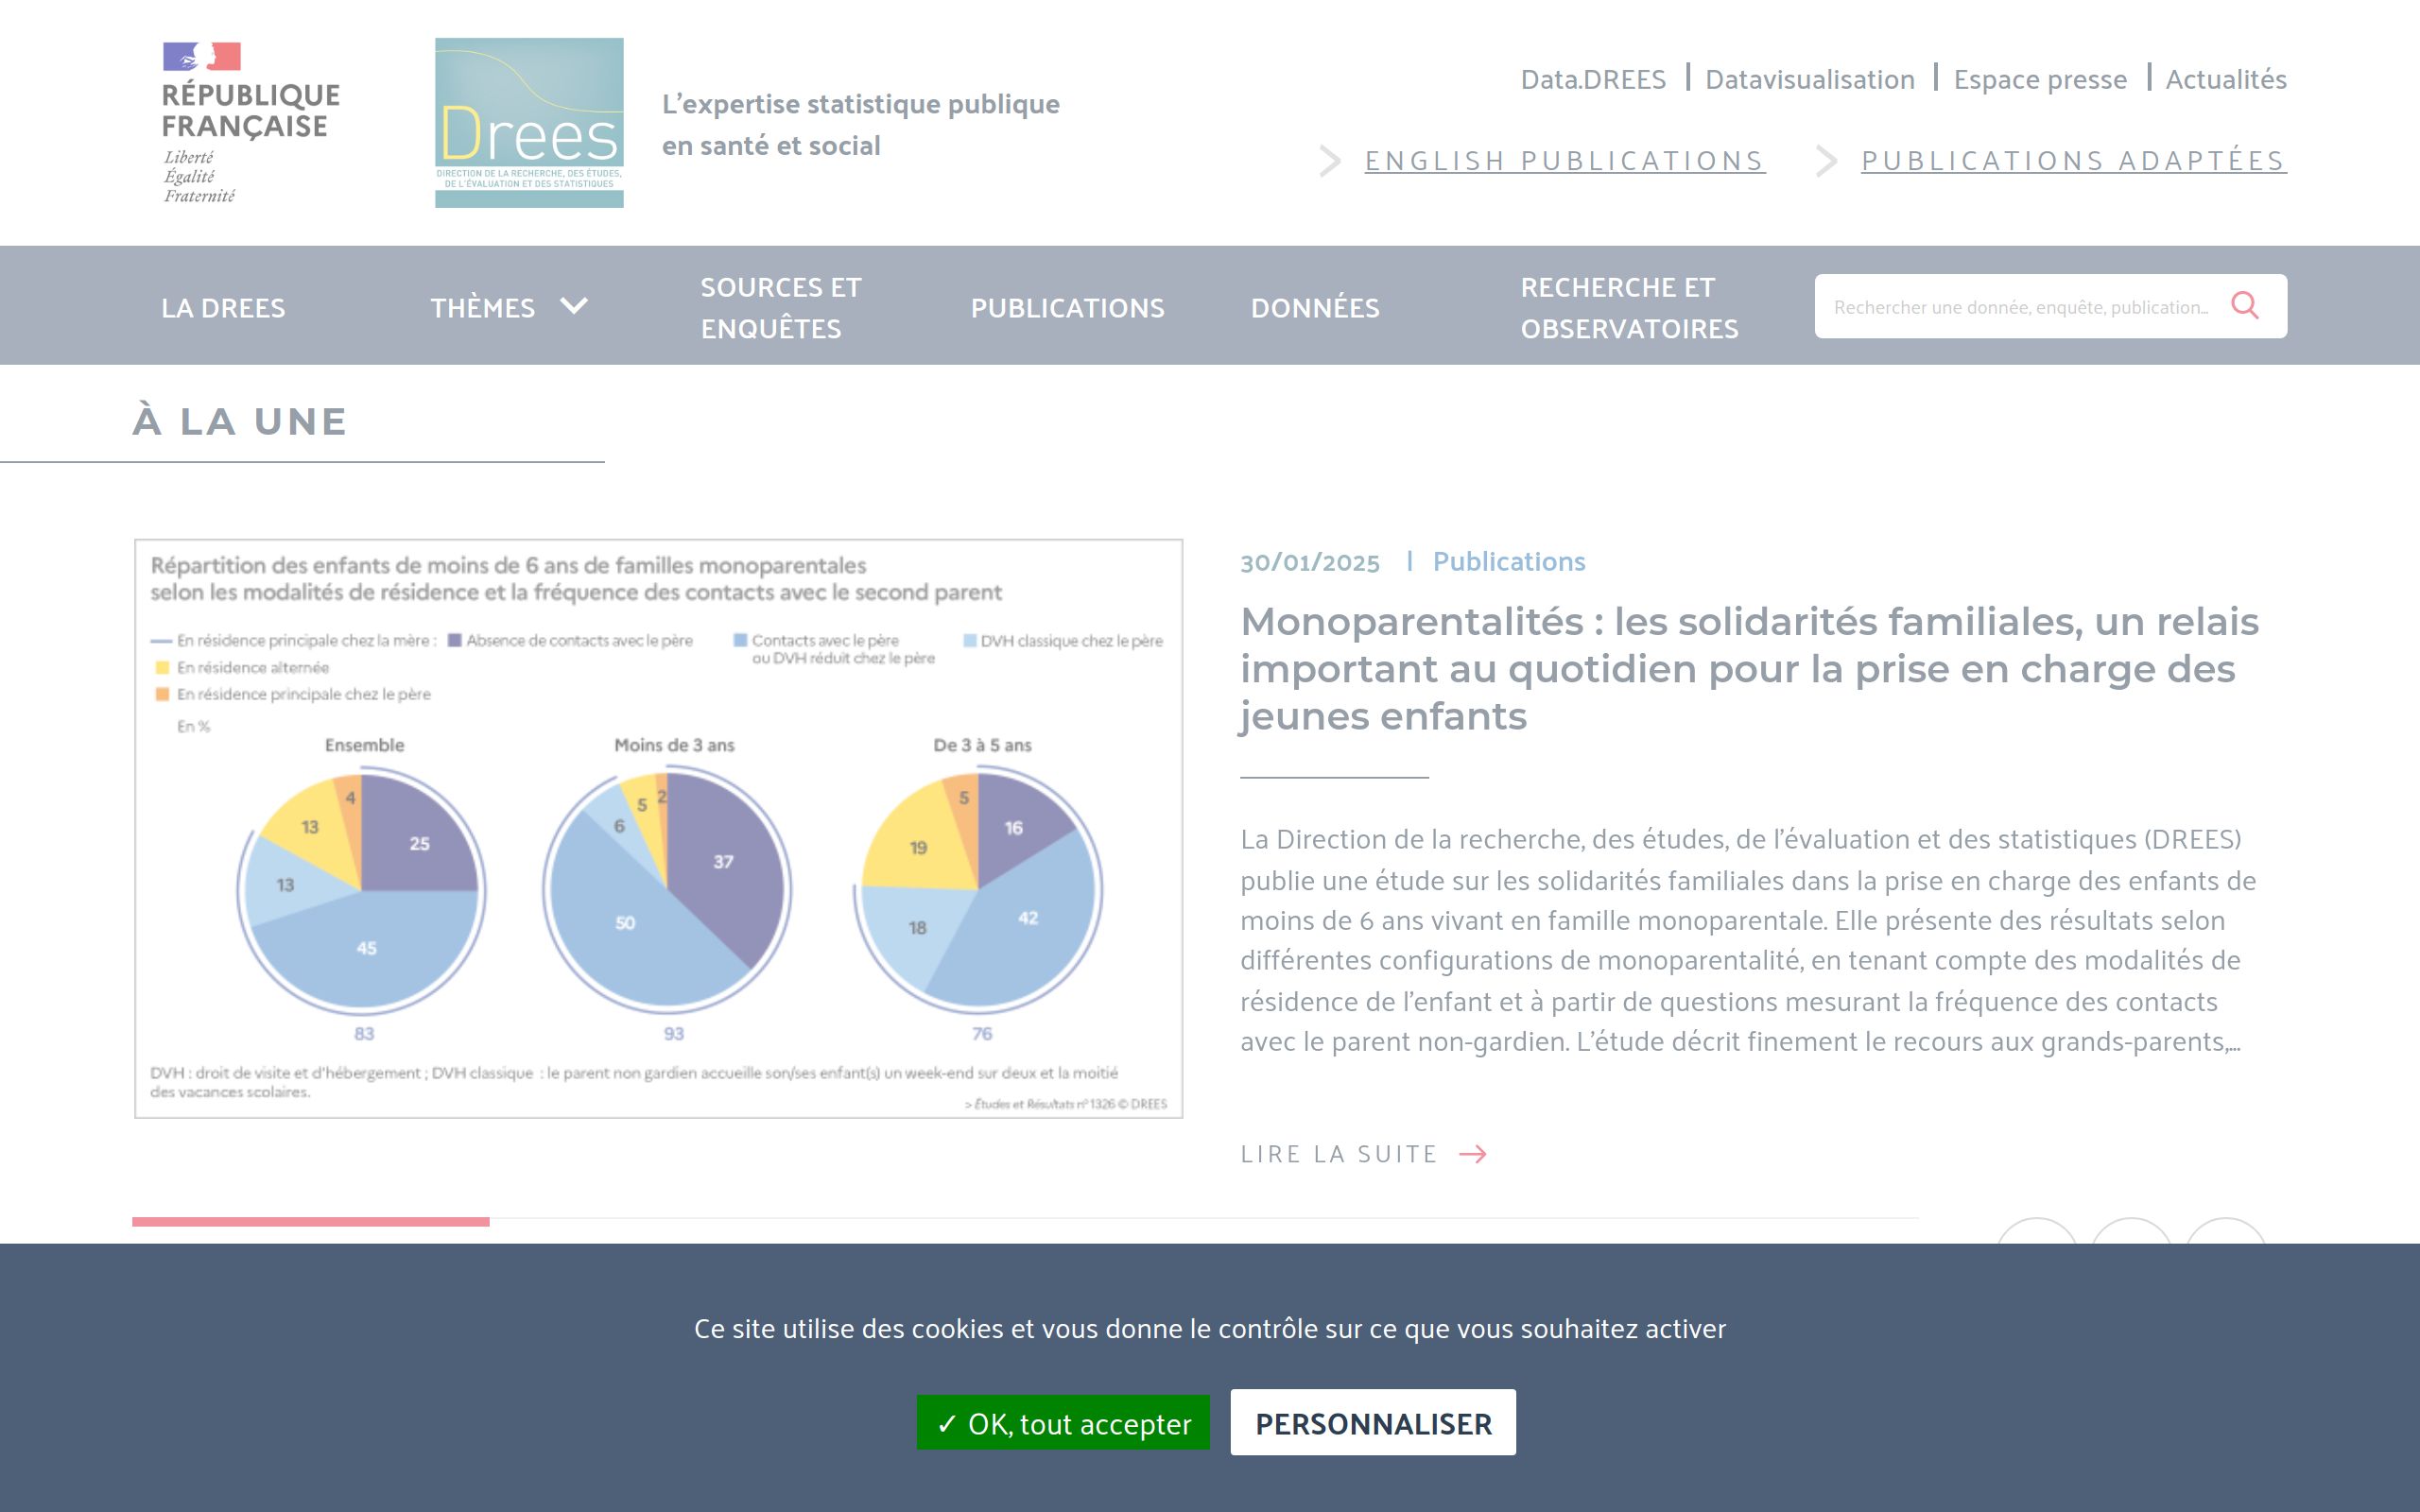 RÉPUBLIQUE
FRANÇAISE
Liberté
Égalité
Fraternité
Drees
DIRECTION DE LA RECHERCHE, DES ÉTUDES,
DE L'ÉVALUATION ET DES STATISTIQUES
L'expertise statistique publique
en santé et social
Data.DREES | Datavisualisation | Espace presse | Actualités
ENGLISH PUBLICATIONS PUBLICATIONS ADAPTÉES
LA DREES
THÈMES
SOURCES ET
ENQUÊTES
PUBLICATIONS
DONNÉES
RECHERCHE ET
OBSERVATOIRES
Rechercher une donnée, enquête, publication...
À LA UNE
Répartition des enfants de moins de 6 ans de familles monoparentales
selon les modalités de résidence et la fréquence des contacts avec le second parent
En résidence principale chez la mère : Absence de contacts avec le père
Contacts avec le père
ou DVH réduit chez le père
DVH classique chez le père
En résidence alternée
En résidence principale chez le père
En %
Ensemble
4
13
25
13
45
83
Moins de 3 ans
5
2
6
37
50
93
De 3 à 5 ans
5
16
19
42
18
76
DVH : droit de visite et d'hébergement ; DVH classique : le parent non gardien accueille son/ses enfant(s) un week-end sur deux et la moitié
des vacances scolaires.
> Études et Résultats n° 1326 © DREES
30/01/2025 | Publications
Monoparentalités : les solidarités familiales, un relais
important au quotidien pour la prise en charge des
jeunes enfants
La Direction de la recherche, des études, de l'évaluation et des statistiques (DREES)
publie une étude sur les solidarités familiales dans la prise en charge des enfants de
moins de 6 ans vivant en famille monoparentale. Elle présente des résultats selon
différentes configurations de monoparentalité, en tenant compte des modalités de
résidence de l'enfant et à partir de questions mesurant la fréquence des contacts
avec le parent non-gardien. L'étude décrit finement le recours aux grands-parents,...
LIRE LA SUITE →
Ce site utilise des cookies et vous donne le contrôle sur ce que vous souhaitez activer
✓ OK, tout accepter
PERSONNALISER